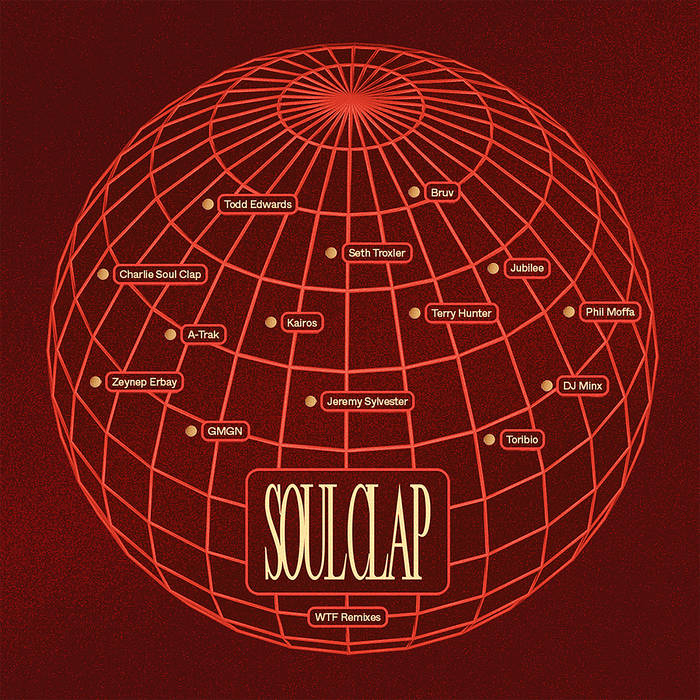 Bruv
Todd Edwards
Seth Troxler
Jubilee
Charlie Soul Clap
Phil Moffa
Terry Hunter
Kairos
A-Trak
Zeynep Erbay
DJ Minx
Jeremy Sylvester
GMGN
Toribio
SOUL CLAP
WTF Remixes